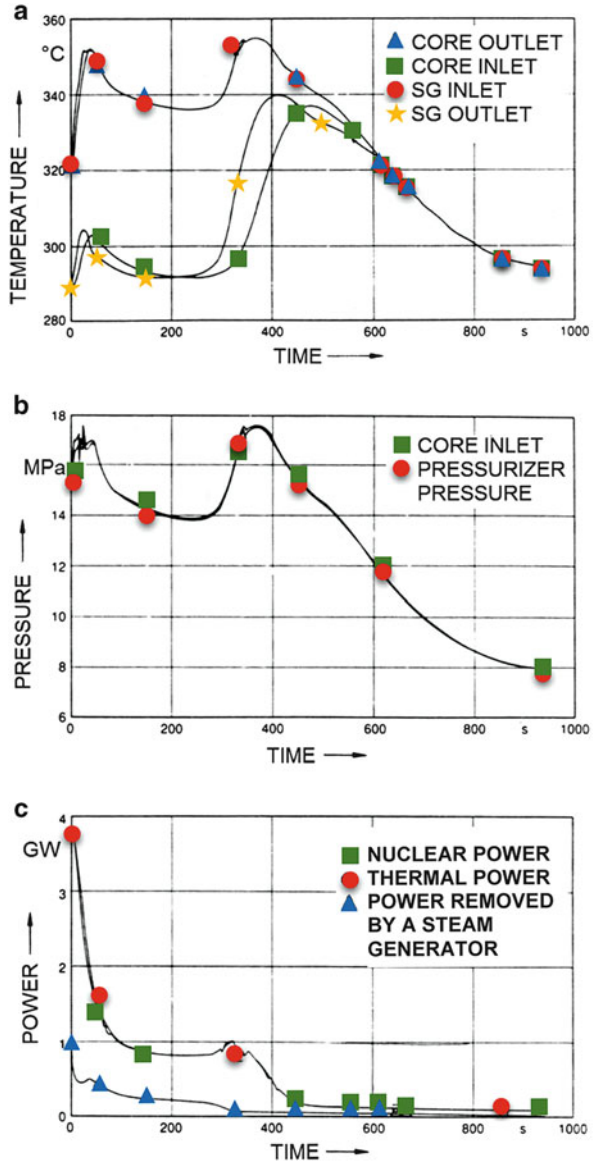 a
360
°C
340
320
300
280
TEMPERATURE
CORE OUTLET
CORE INLET
SG INLET
SG OUTLET
0
200
400
600
800
s
1000
TIME
b
18
MPa
14
12
10
8
6
PRESSURE
CORE INLET
PRESSURIZER
PRESSURE
0
200
400
600
800
s
1000
TIME
c
4
GW
3
2
1
0
POWER
NUCLEAR POWER
THERMAL POWER
POWER REMOVED
BY A STEAM
GENERATOR
0
200
400
600
800
s
1000
TIME